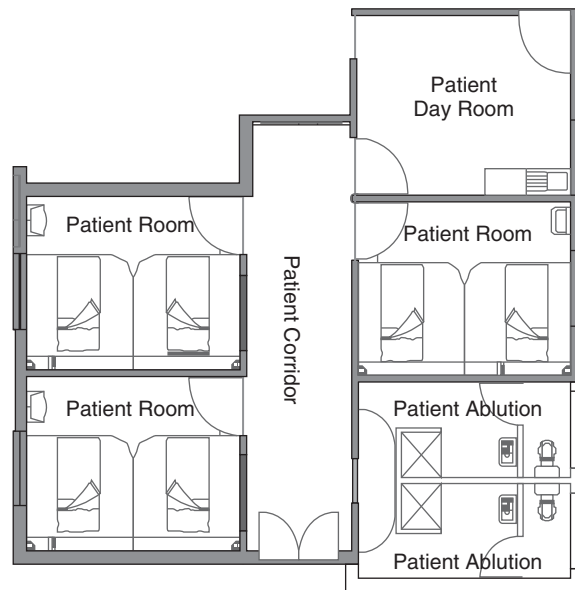 Patient
Day Room
Patient Room
Patient Room
Patient Corridor
Patient Room
Patient Ablution
Patient Ablution